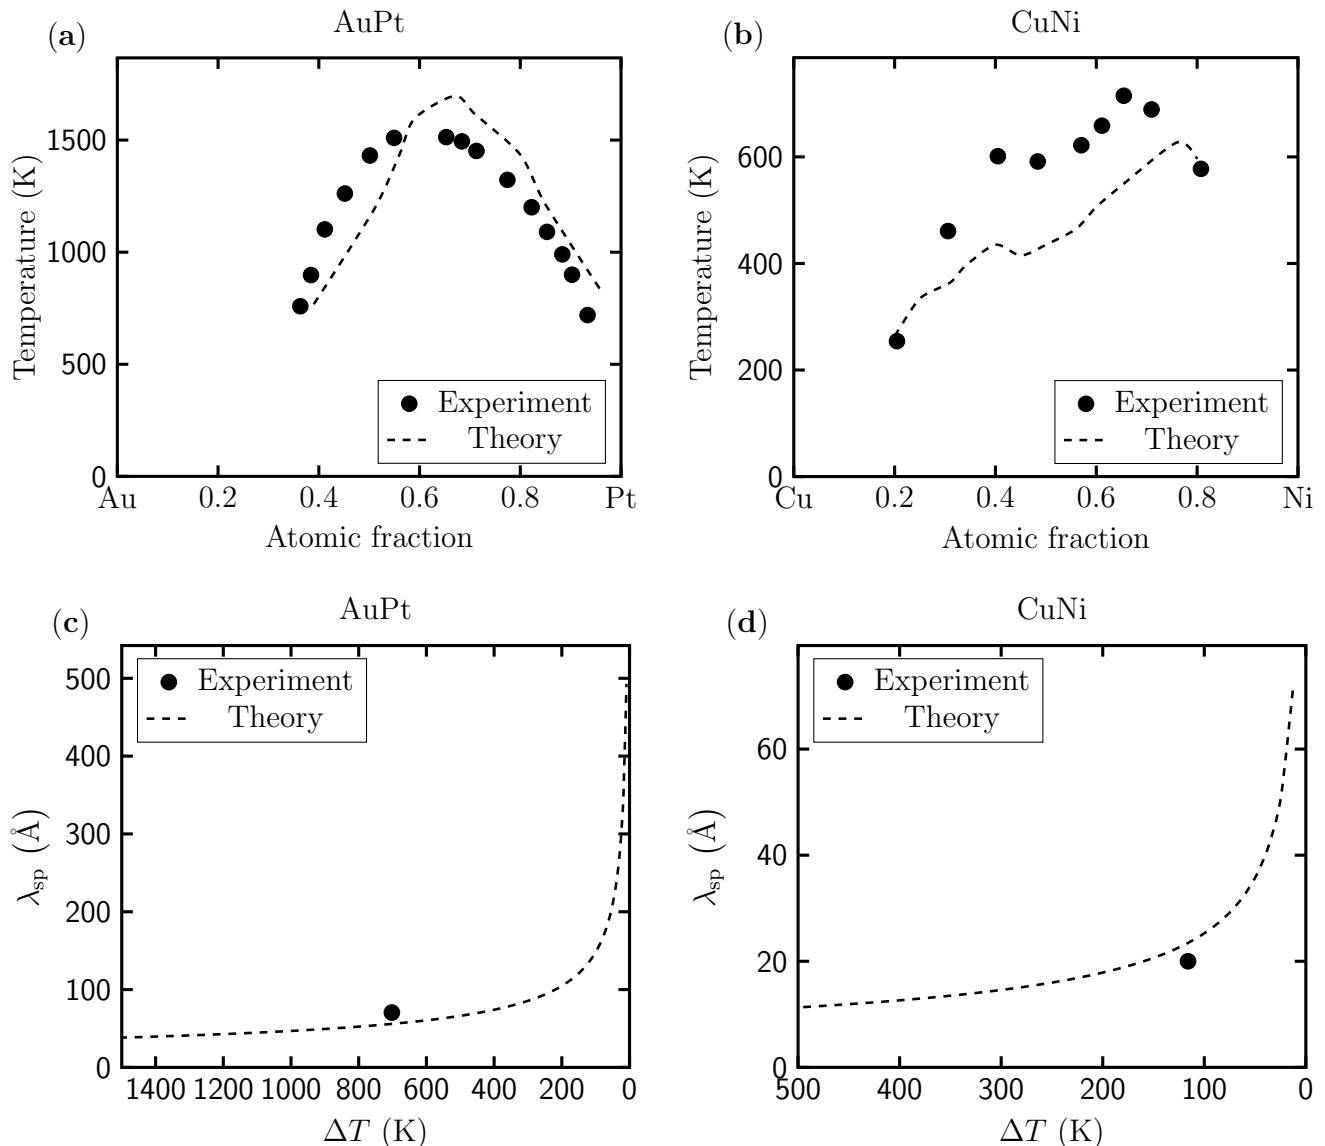 (a)
AuPt
Temperature (K)
1500
1000
500
0
Experiment
Theory
Au 0.2 0.4 0.6 0.8 Pt
Atomic fraction
(b)
CuNi
Temperature (K)
600
400
200
0
Experiment
Theory
Cu 0.2 0.4 0.6 0.8 Ni
Atomic fraction
(c)
AuPt
λsp (Å)
500
400
300
200
100
0
Experiment
Theory
1400 1200 1000 800 600 400 200 0
ΔT (K)
(d)
CuNi
λsp (Å)
60
40
20
0
Experiment
Theory
500 400 300 200 100 0
ΔT (K)